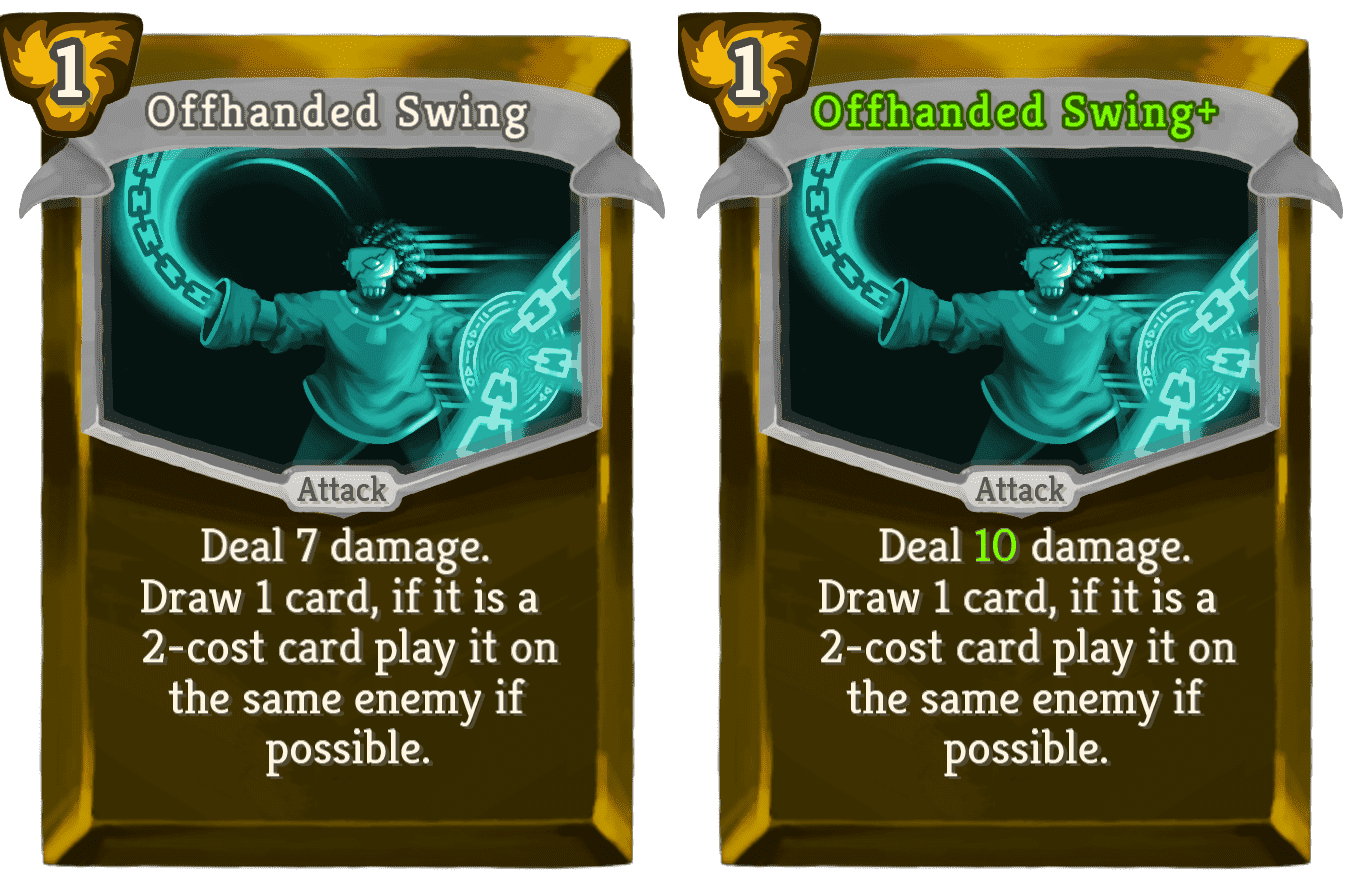 1
Offhanded Swing
Attack
Deal 7 damage.
Draw 1 card, if it is a
2-cost card play it on
the same enemy if
possible.
1
Offhanded Swing+
Attack
Deal 10 damage.
Draw 1 card, if it is a
2-cost card play it on
the same enemy if
possible.